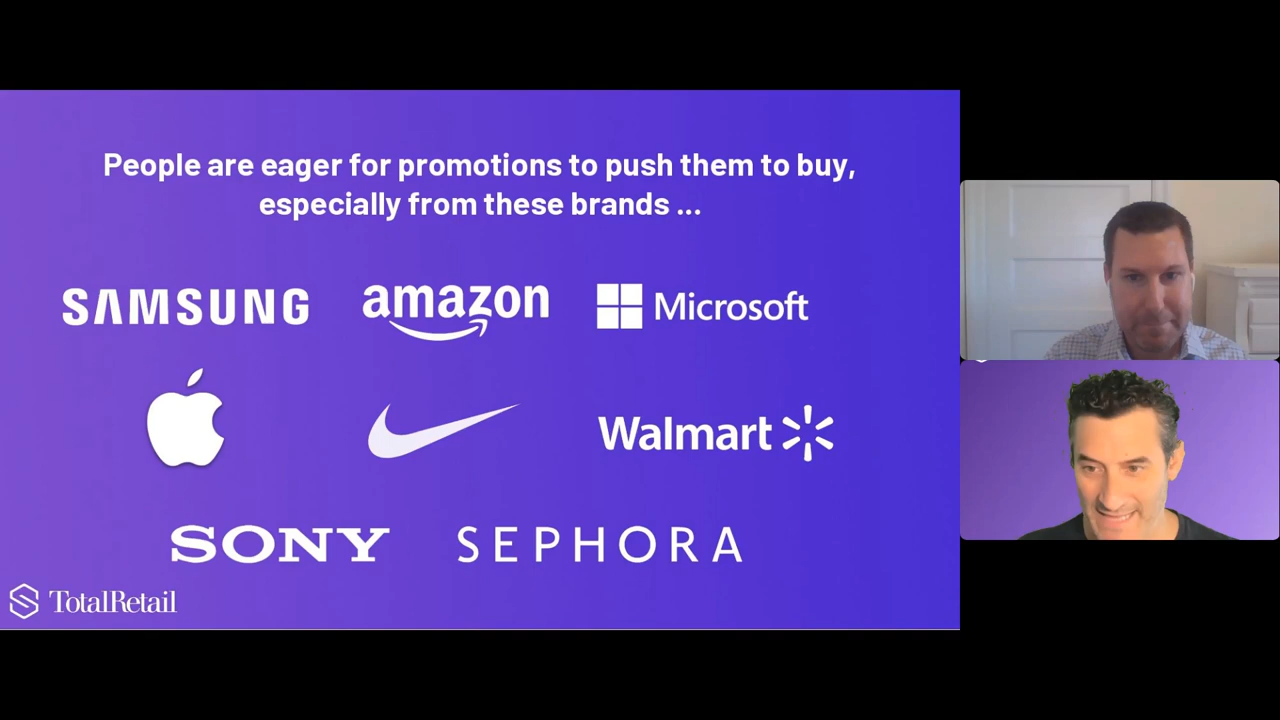 People are eager for promotions to push them to buy,
especially from these brands ...
SAMSUNG
amazon
Microsoft
Walmart
SONY
SEPHORA
TotalRetail